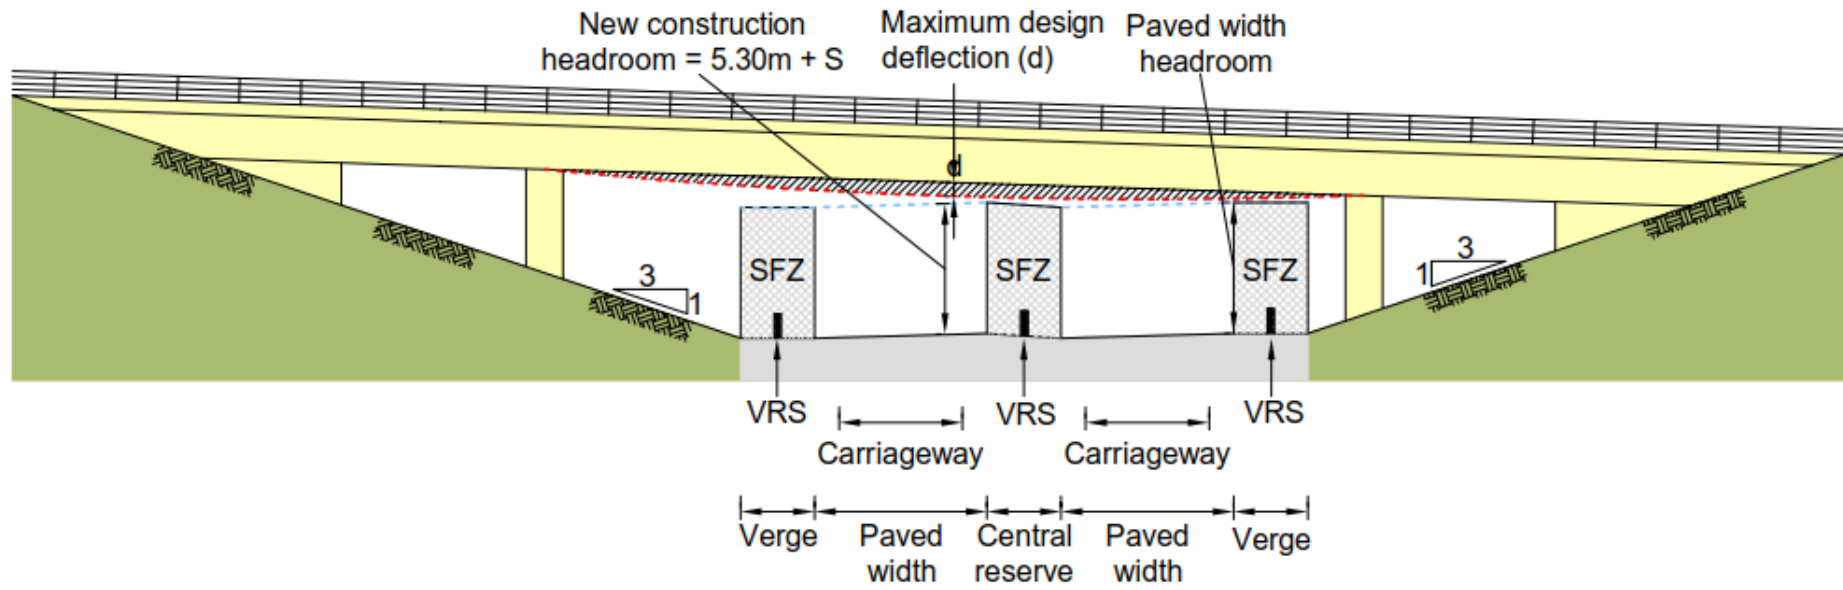 New construction
headroom = 5.30m + S
Maximum design
deflection (d)
Paved width
headroom
d
SFZ
SFZ
SFZ
3
1
3
1
VRS
VRS
VRS
Carriageway
Carriageway
Verge
Paved
width
Central
reserve
Paved
width
Verge